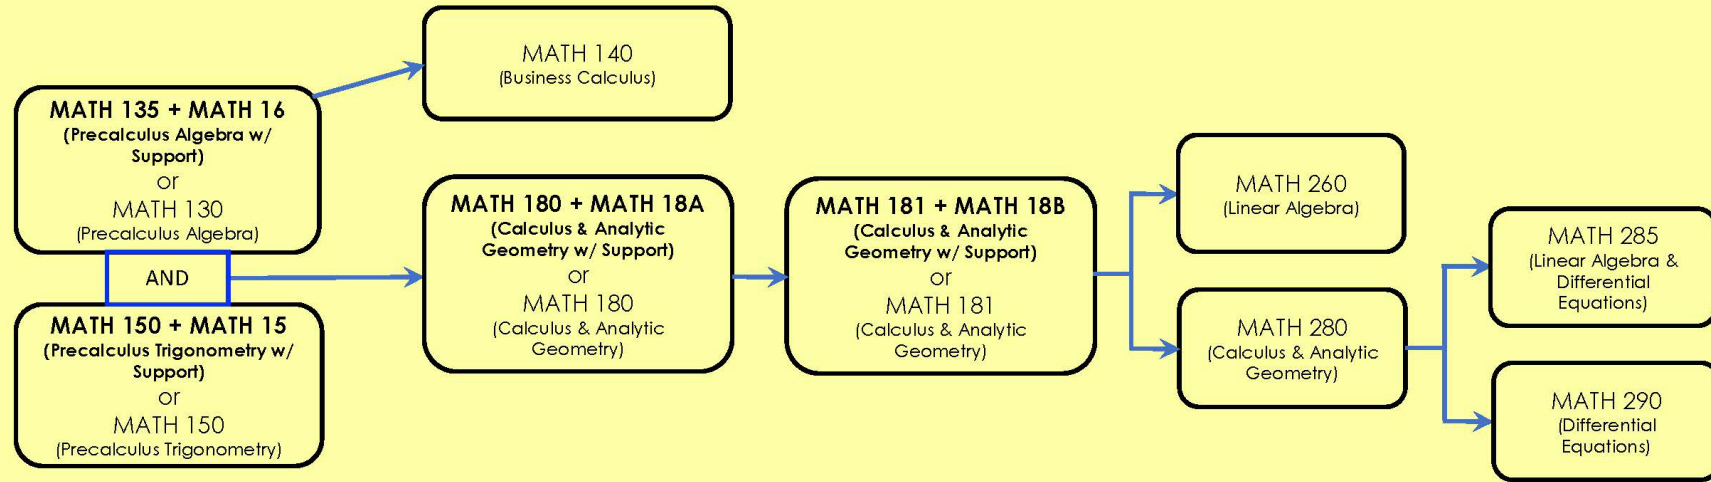 MATH 140
(Business Calculus)
MATH 135 + MATH 16
(Precalculus Algebra w/
Support)
or
MATH 130
(Precalculus Algebra)
AND
MATH 150 + MATH 15
(Precalculus Trigonometry w/
Support)
or
MATH 150
(Precalculus Trigonometry)
MATH 180 + MATH 18A
(Calculus & Analytic
Geometry w/ Support)
or
MATH 180
(Calculus & Analytic
Geometry)
MATH 181 + MATH 18B
(Calculus & Analytic
Geometry w/ Support)
or
MATH 181
(Calculus & Analytic
Geometry)
MATH 260
(Linear Algebra)
MATH 280
(Calculus & Analytic
Geometry)
MATH 285
(Linear Algebra &
Differential
Equations)
MATH 290
(Differential
Equations)